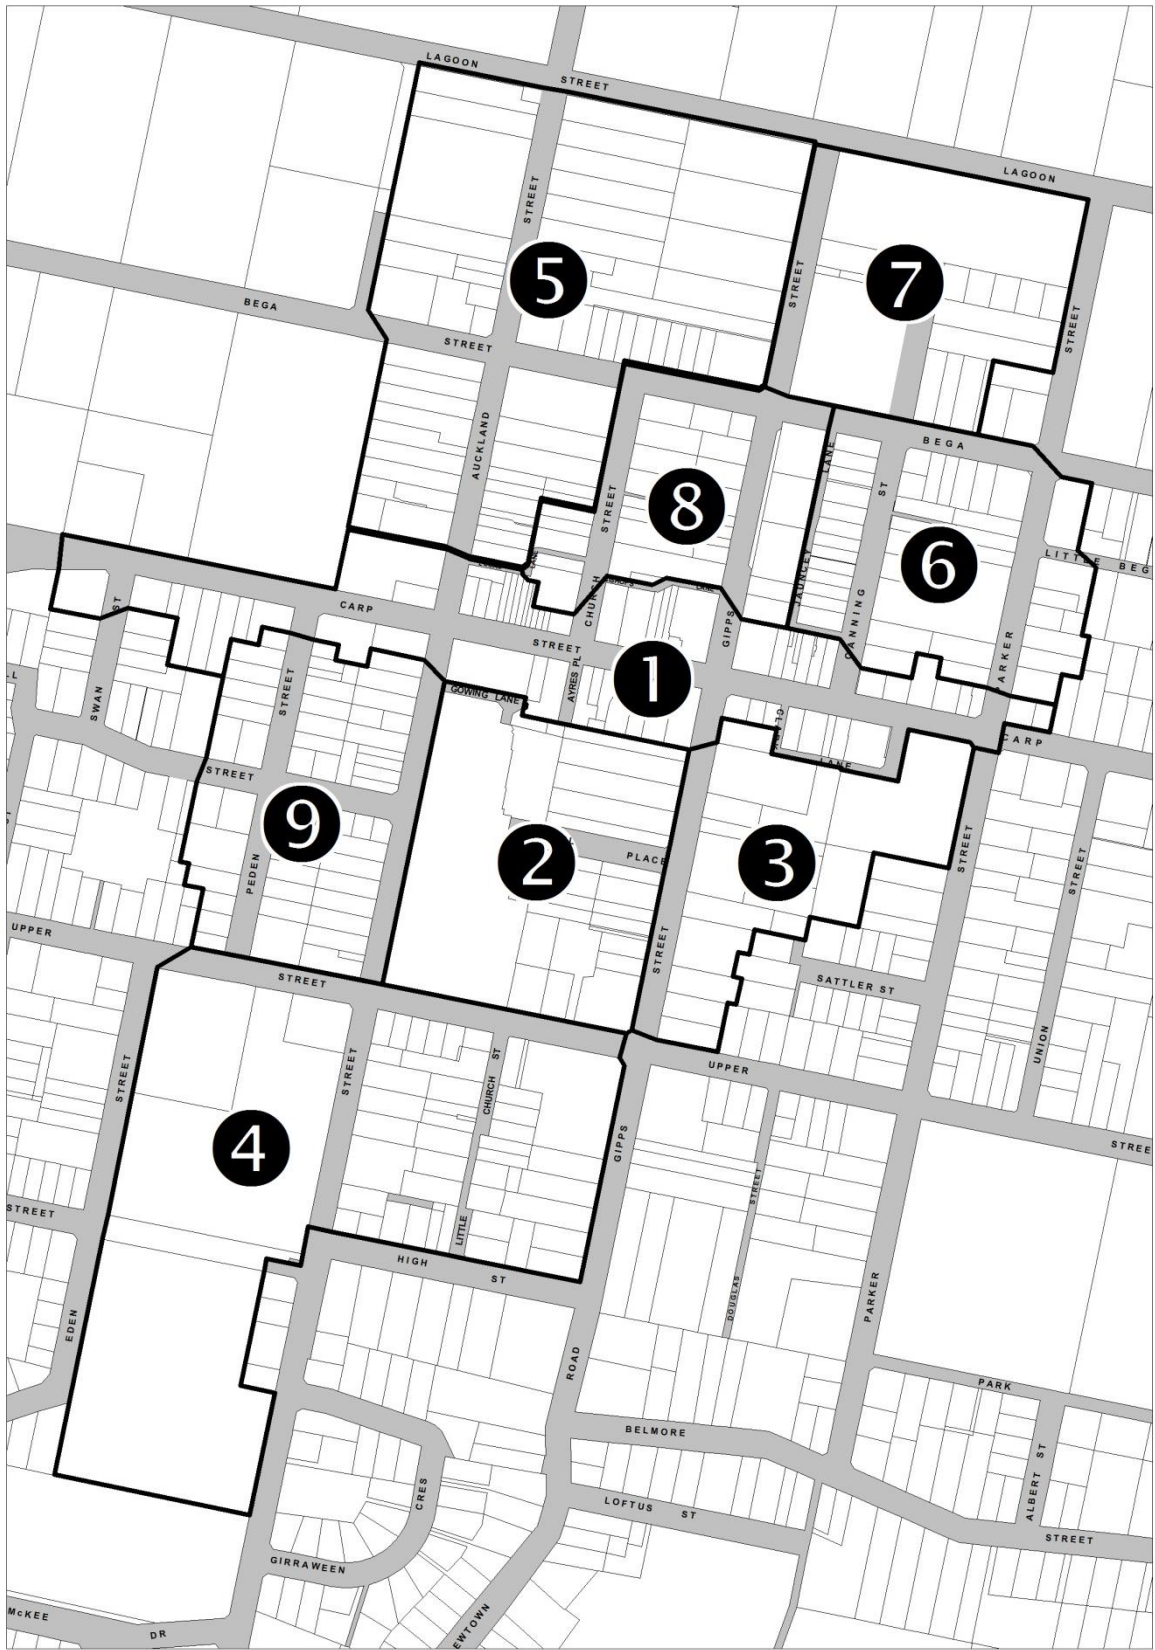 LAGOON
STREET
LAGOON
STREET
5
STREET
7
STREET
BEGA
STREET
AUCKLAND
BEGA
LANE
ST
8
STREET
6
LITTLE BEG
LANE
JAUNCEY
CHURCH
LANE
CARP
ST
GIPPS
CANNING
STREET
PARKER
1
AYRES PL
GOWING LANE
SWAN
STREET
LANE
CARP
STREET
9
2
PLACE
3
STREET
STREET
PEDEN
UPPER
STREET
STREET
SATTLER ST
UNION
UPPER
STREE
STREET
STREET
CHURCH ST
LITTLE
4
GIPPS
STREET
DOUGLAS
STREET
HIGH
ST
EDEN
PARKER
ROAD
PARK
BELMORE
ALBERT ST
CRES
LOFTUS ST
STREET
GIRRAWEEN
McKEE
DR
EWTOWN